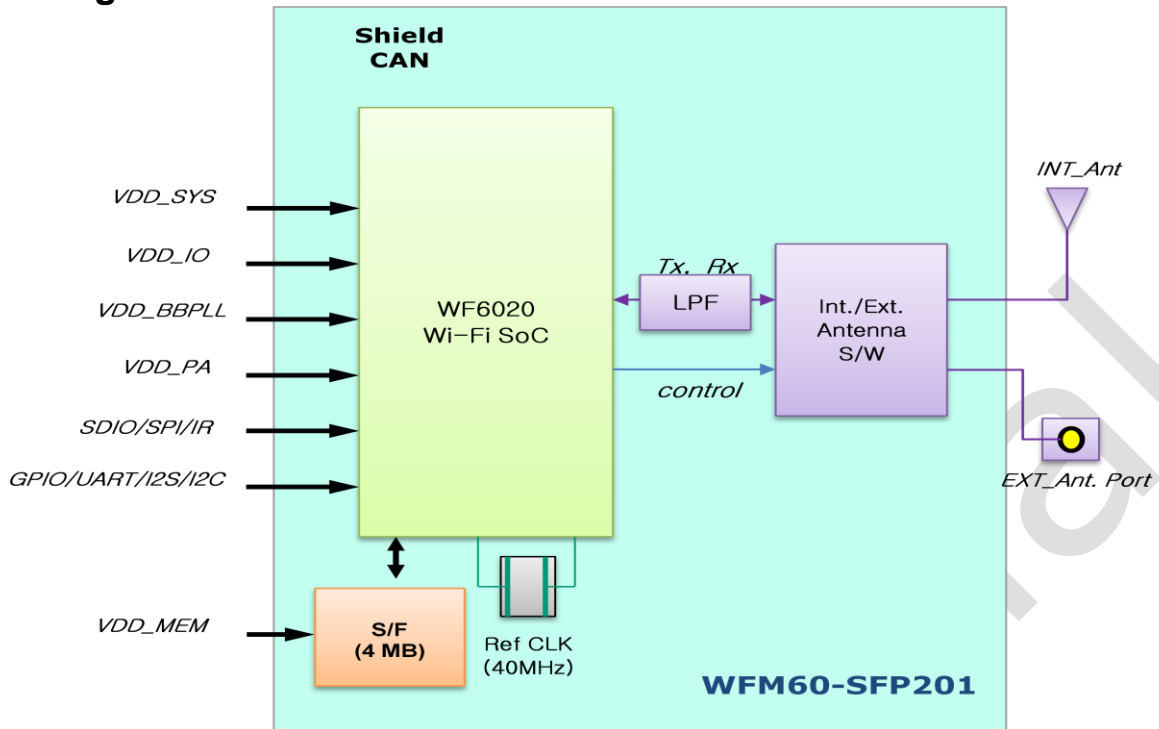 Shield
CAN
INT_Ant
VDD_SYS
VDD_IO
VDD_BBPLL
VDD_PA
SDIO/SPI/IR
GPIO/UART/I2S/I2C
WF6020
Wi-Fi SoC
Tx, Rx
LPF
control
Int./Ext.
Antenna
S/W
EXT_Ant. Port
VDD_MEM
S/F
(4 MB)
Ref CLK
(40MHz)
WFM60-SFP201